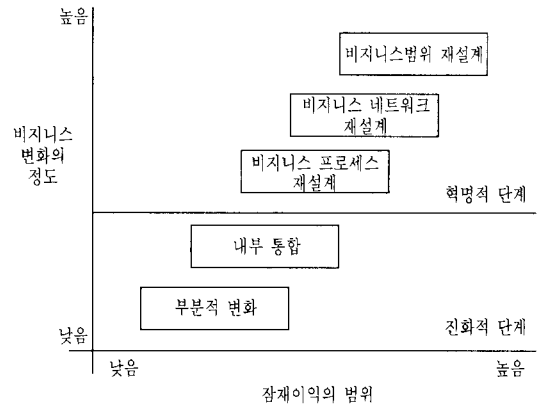 높음
비지니스범위 재설계
비지니스 네트워크
재설계
비지니스
변화의
정도
비지니스 프로세스
재설계
혁명적 단계
내부 통합
부분적 변화
진화적 단계
낮음
낮음
높음
잠재이익의 범위